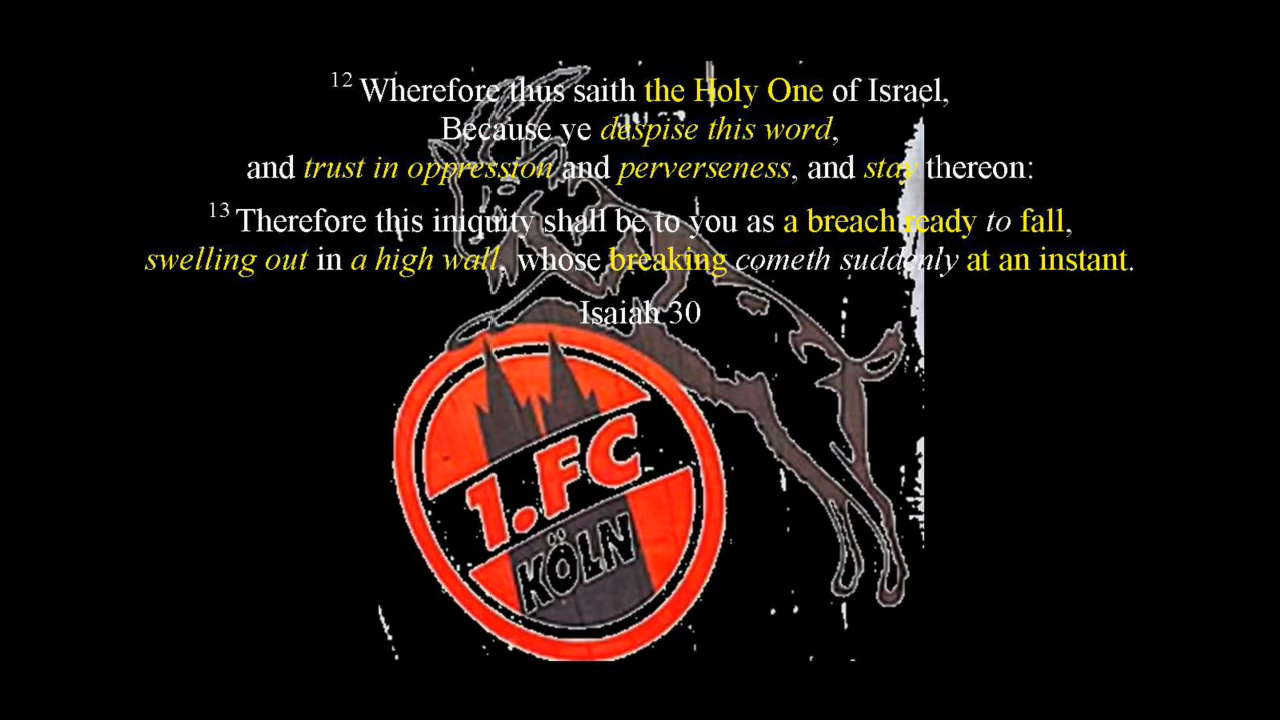 12 Wherefore thus saith the Holy One of Israel,
Because ye despise this word,
and trust in oppression and perverseness, and stay thereon:
13 Therefore this iniquity shall be to you as a breach ready to fall,
swelling out in a high wall, whose breaking cometh suddenly at an instant.
Isaiah 30
1.FC
KÖLN